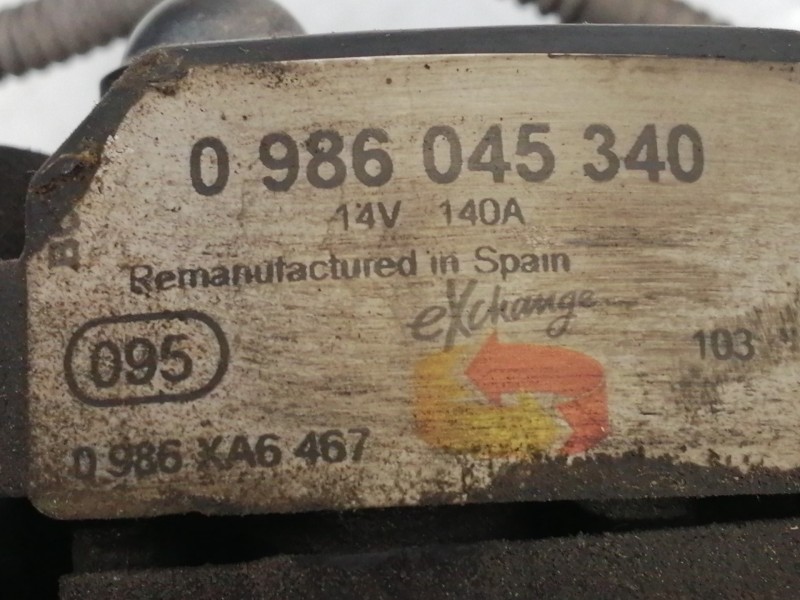 0 986 045 340
14V 140A
Remanufactured in Spain
eXchange
095
103
0 986 XA6 467